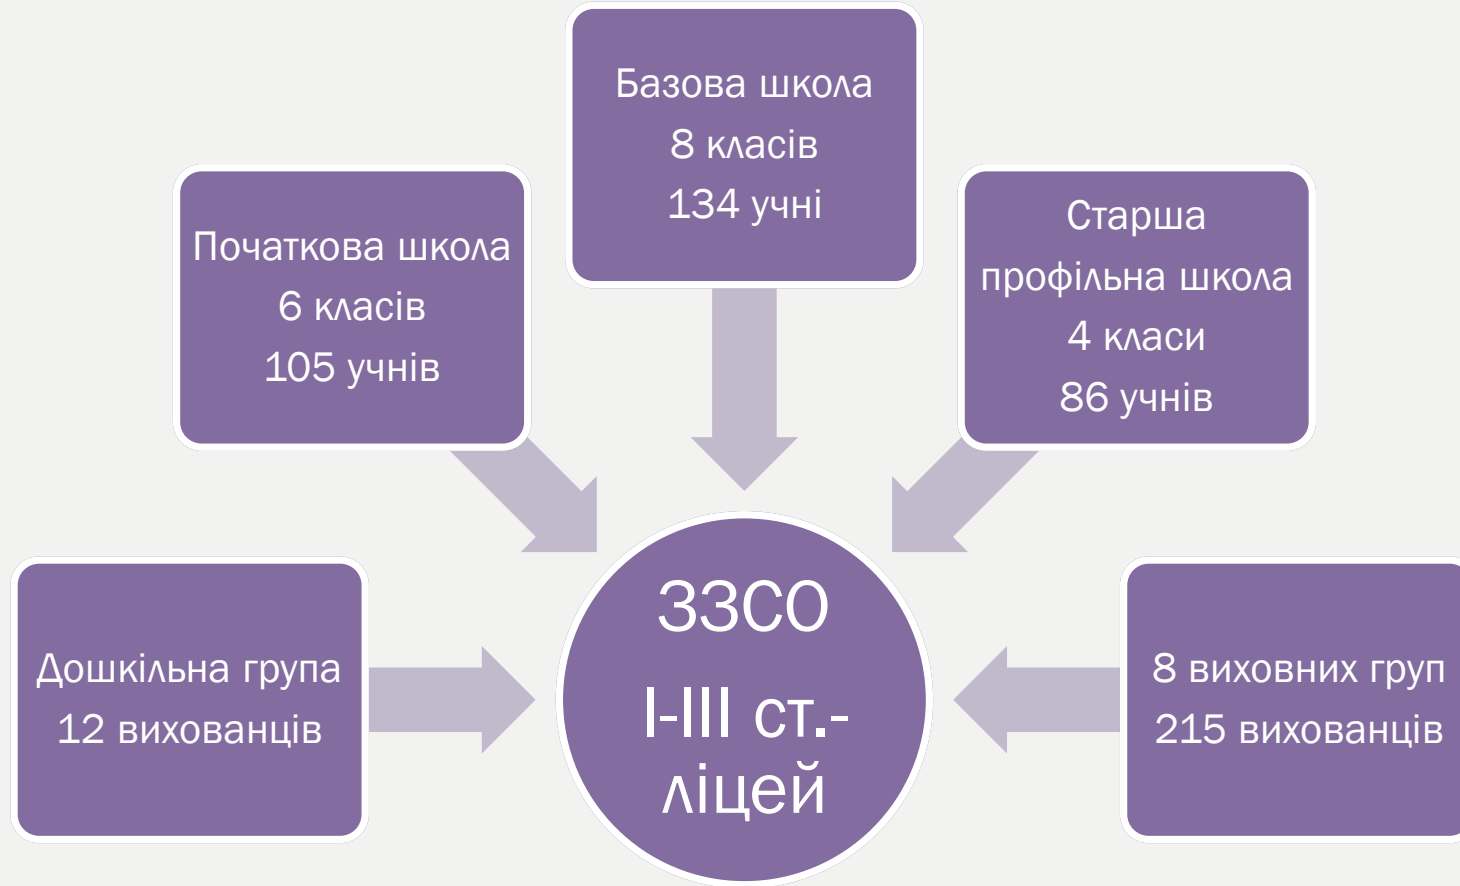 Базова школа
8 класів
134 учні
Початкова школа
6 класів
105 учнів
Старша
профільна школа
4 класи
86 учнів
Дошкільна група
12 вихованців
ЗЗСО
І-ІІІ ст.-
ліцей
8 виховних груп
215 вихованців